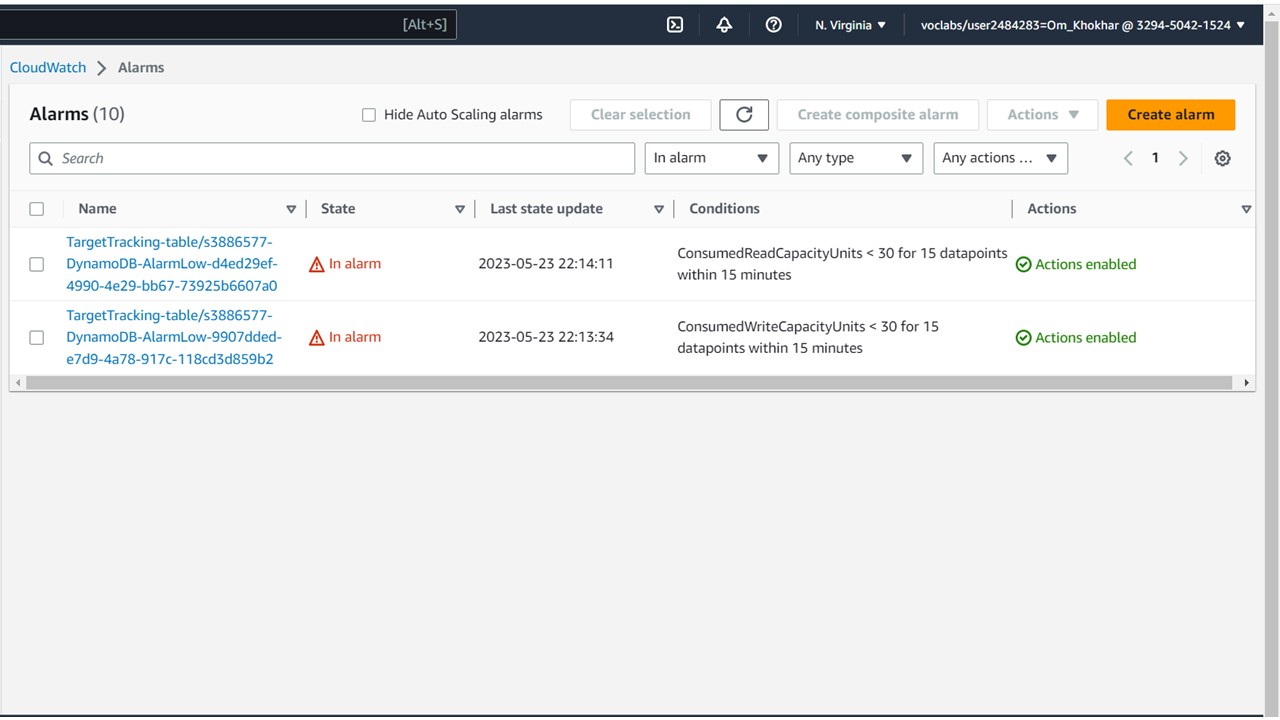 [Alt+S]
N. Virginia
voclabs/user2484283=Om_Khokhar @ 3294-5042-1524
CloudWatch
Alarms
Alarms (10)
Hide Auto Scaling alarms
Clear selection
Create composite alarm
Actions
Create alarm
Search
In alarm
Any type
Any actions ...
1
Name
State
Last state update
Conditions
Actions
TargetTracking-table/s3886577-
DynamoDB-AlarmLow-d4ed29ef-
4990-4e29-bb67-73925b6607a0
In alarm
2023-05-23 22:14:11
ConsumedReadCapacityUnits < 30 for 15 datapoints
within 15 minutes
Actions enabled
TargetTracking-table/s3886577-
DynamoDB-AlarmLow-9907dded-
e7d9-4a78-917c-118cd3d859b2
In alarm
2023-05-23 22:13:34
ConsumedWriteCapacityUnits < 30 for 15
datapoints within 15 minutes
Actions enabled